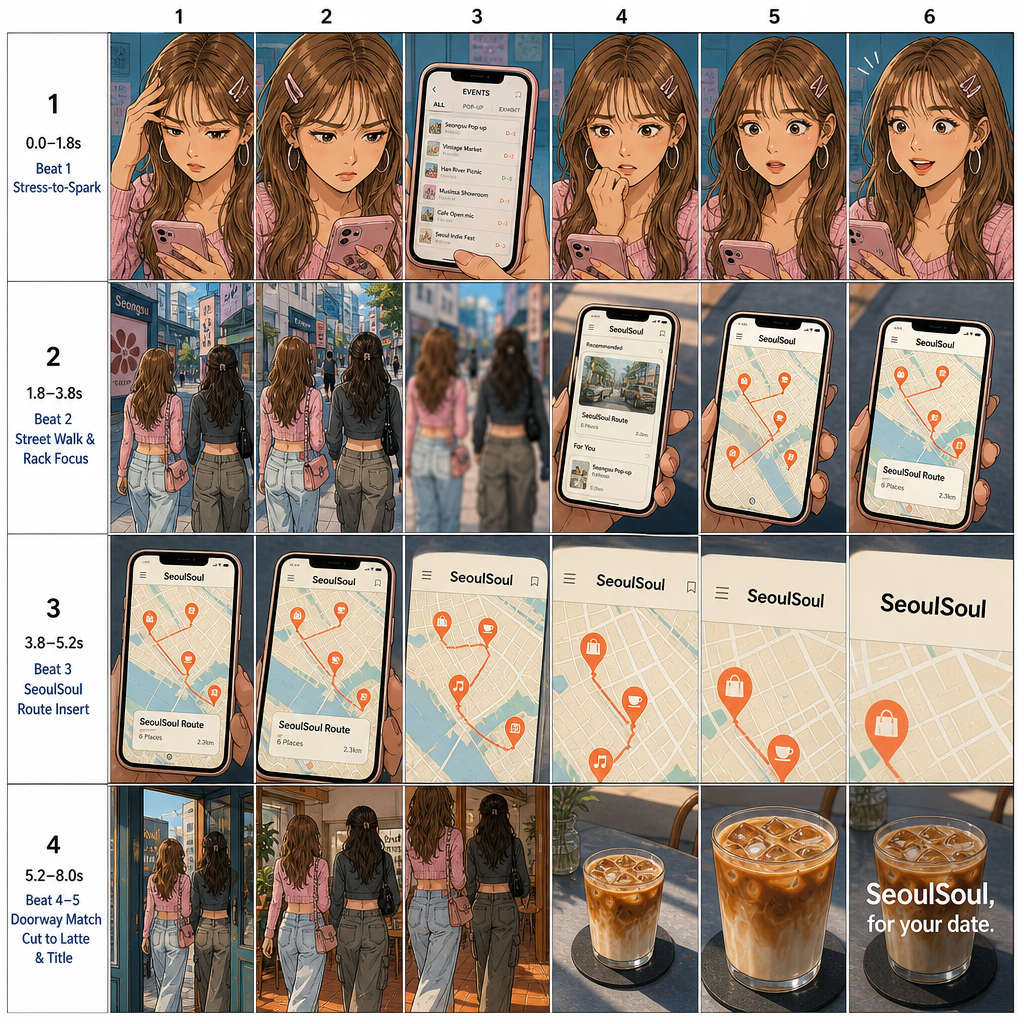 1 2 3 4 5 6
1
0.0–1.8s
Beat 1
Stress-to-Spark
EVENTS
ALL POP-UP
Seongsu Pop-up
Vintage Market
Han River Picnic
Musinsa Showroom
Cafe Open mic
Seoul Indie Fest
2
1.8–3.8s
Beat 2
Street Walk &
Rack Focus
Seongsu
SeoulSoul
Recommended
SeoulSoul Route
6 Places
2.3km
For You
Seongsu Pop-up
SeoulSoul
SeoulSoul
SeoulSoul Route
6 Places
2.3km
3
3.8–5.2s
Beat 3
SeoulSoul
Route Insert
SeoulSoul
SeoulSoul Route
6 Places
2.3km
SeoulSoul
SeoulSoul Route
6 Places
2.3km
SeoulSoul
SeoulSoul
SeoulSoul
SeoulSoul
4
5.2–8.0s
Beat 4–5
Doorway Match
Cut to Latte
& Title
SeoulSoul,
for your date.